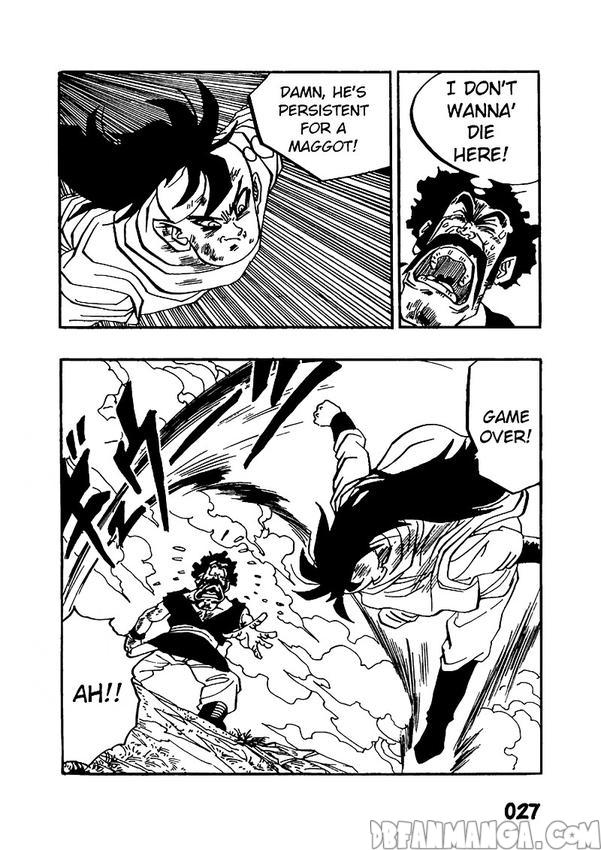 I DON'T
WANNA'
DIE
HERE!
DAMN, HE'S
PERSISTENT
FOR A
MAGGOT!
GAME
OVER!
AH!!
027
DBFANMANGA.COM